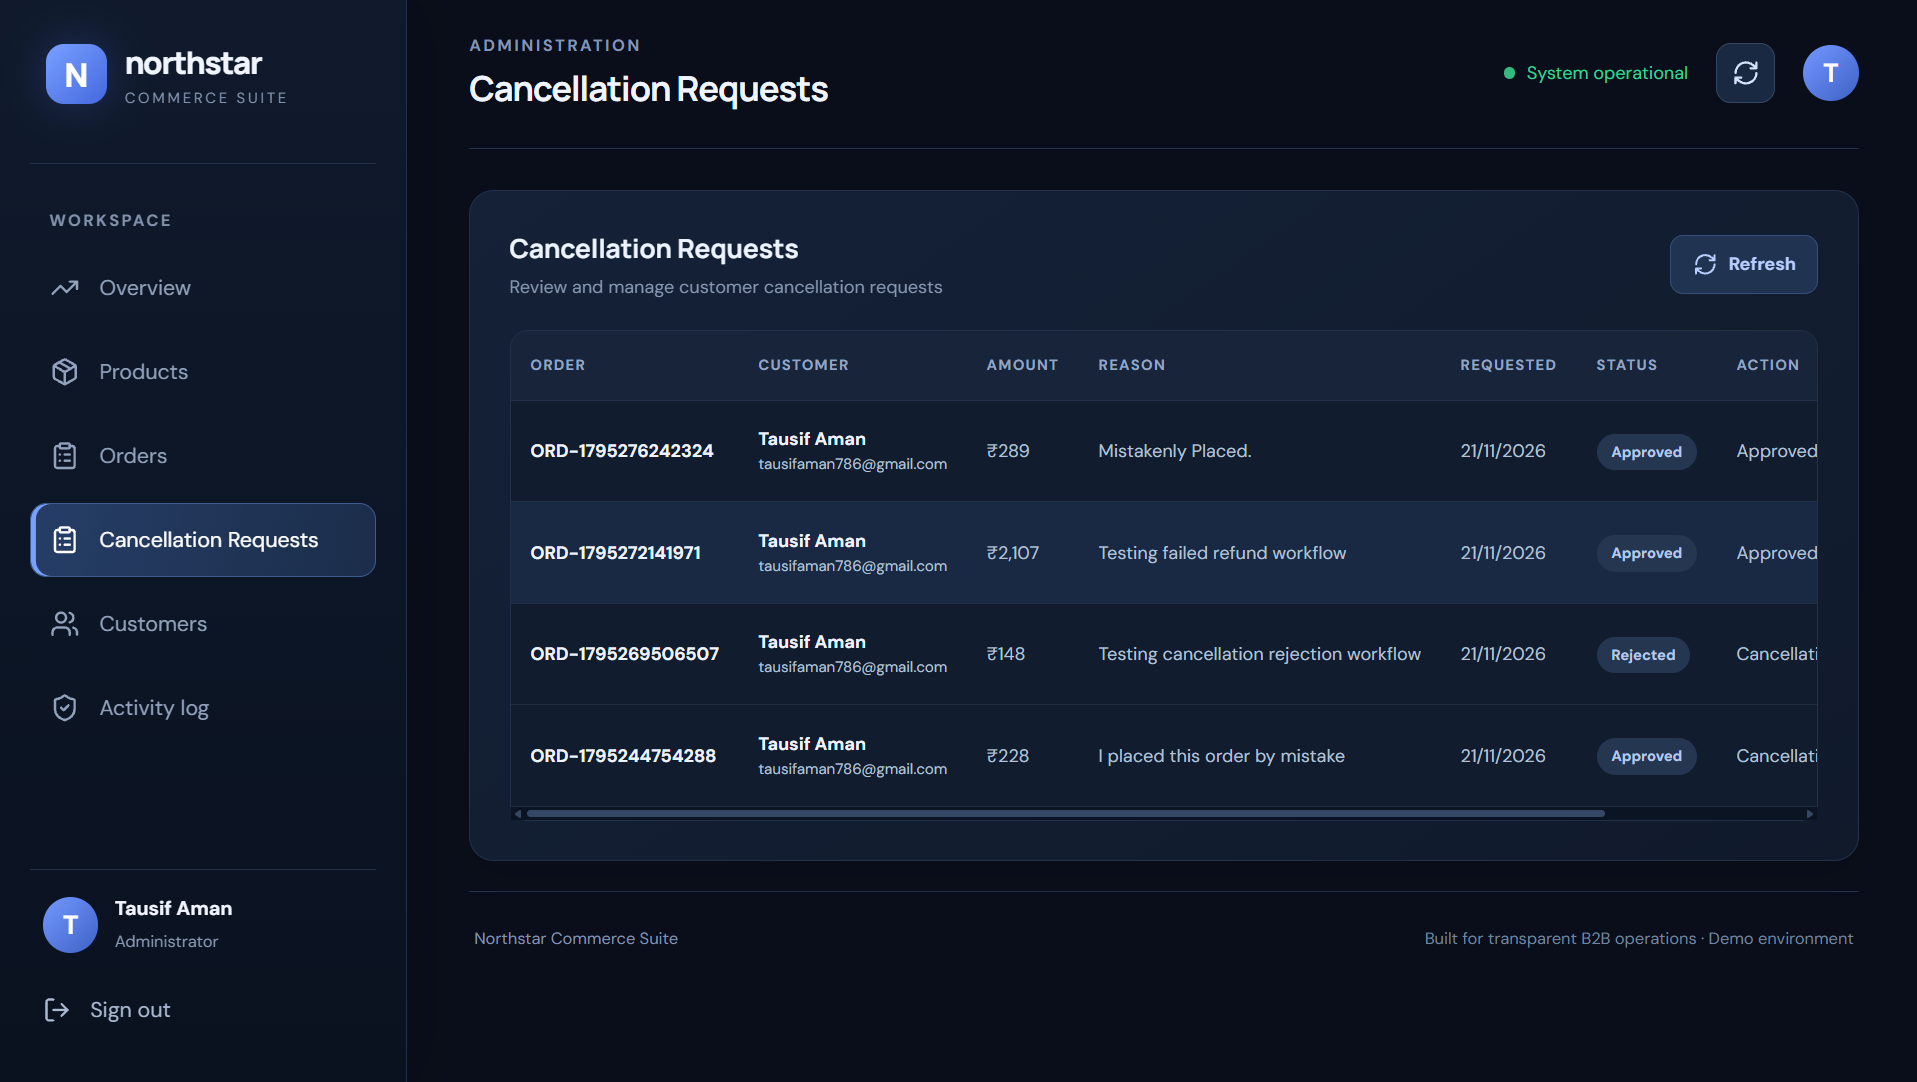 N northstar
COMMERCE SUITE
WORKSPACE
Overview
Products
Orders
Cancellation Requests
Customers
Activity log
T Tausif Aman
Administrator
Sign out
ADMINISTRATION
Cancellation Requests
System operational
T
Cancellation Requests
Review and manage customer cancellation requests
Refresh
ORDER CUSTOMER AMOUNT REASON REQUESTED STATUS ACTION
ORD-1795276242324 Tausif Aman ₹289 Mistakenly Placed. 21/11/2026 Approved Approved
tausifaman786@gmail.com
ORD-1795272141971 Tausif Aman ₹2,107 Testing failed refund workflow 21/11/2026 Approved Approved
tausifaman786@gmail.com
ORD-1795269506507 Tausif Aman ₹148 Testing cancellation rejection workflow 21/11/2026 Rejected Cancellati
tausifaman786@gmail.com
ORD-1795244754288 Tausif Aman ₹228 I placed this order by mistake 21/11/2026 Approved Cancellati
tausifaman786@gmail.com
Northstar Commerce Suite
Built for transparent B2B operations · Demo environment